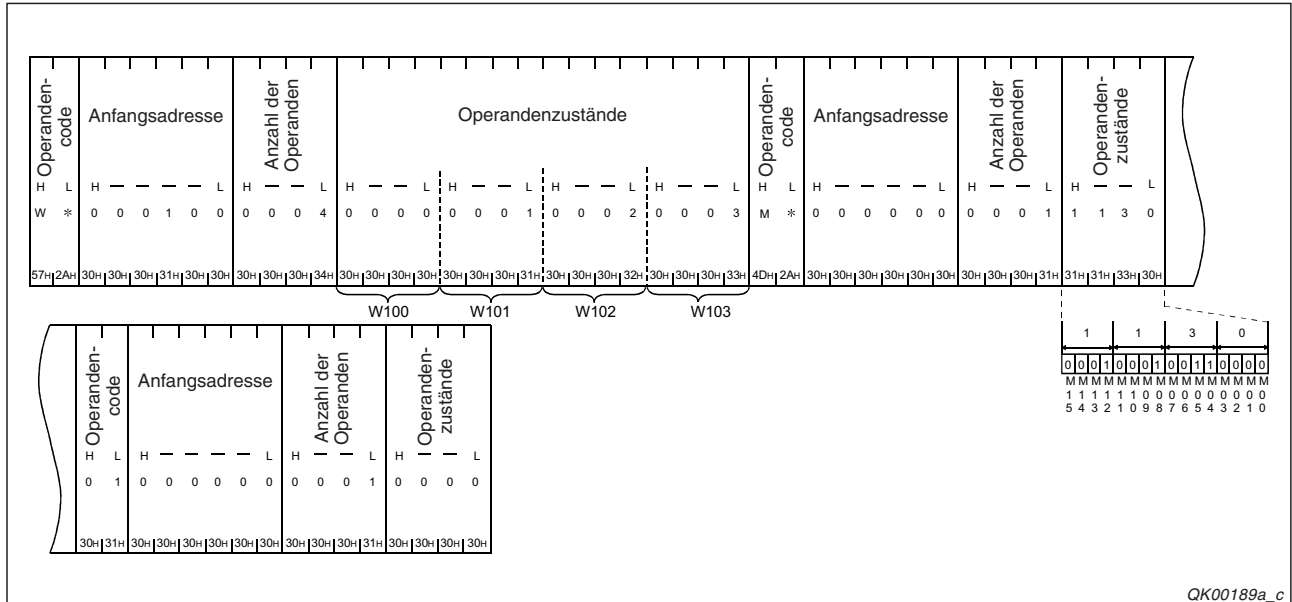 Operanden-
code
Anfangsadresse
Anzahl der
Operanden
Operandenzustände
Operanden-
code
Anfangsadresse
Anzahl der
Operanden
Operanden-
zustände
H L H — — — — L H — — L H — — L H — — L H — — L H — — L H L H — — — — L H — — L H — — L
W * 0 0 0 1 0 0 0 0 0 4 0 0 0 0 0 0 0 1 0 0 0 2 0 0 0 3 M * 0 0 0 0 0 0 0 0 0 1 1 1 3 0
57H 2AH 30H 30H 30H 31H 30H 30H 30H 30H 30H 34H 30H 30H 30H 30H 30H 30H 30H 31H 30H 30H 30H 32H 30H 30H 30H 33H 4DH 2AH 30H 30H 30H 30H 30H 30H 30H 30H 30H 31H 31H 31H 33H 30H
W100 W101 W102 W103
1 1 3 0
0 0 0 1 0 0 0 1 0 0 1 1 0 0 0 0
M M M M M M M M M M M M M M M M
1 1 1 1 1 1 0 0 0 0 0 0 0 0 0 0
5 4 3 2 1 0 9 8 7 6 5 4 3 2 1 0
Operanden-
code
Anfangsadresse
Anzahl der
Operanden
Operanden-
zustände
H L H — — — — L H — — L H — — L
0 1 0 0 0 0 0 0 0 0 0 1 0 0 0 0
30H 31H 30H 30H 30H 30H 30H 30H 30H 30H 30H 31H 30H 30H 30H 30H
QK00189a_c